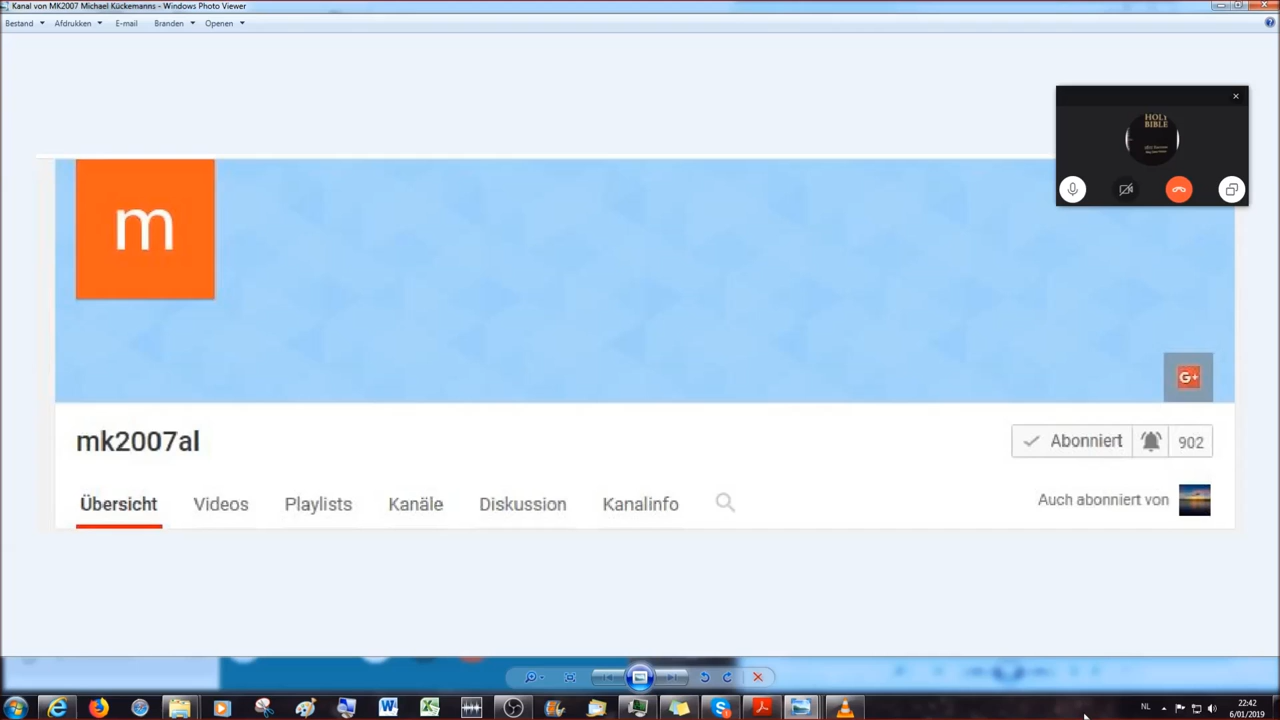 Kanal von MK2007 Michael Kückemanns - Windows Photo Viewer
Bestand Afdrukken E-mail Branden Openen
HOLY
BIBLE
m
G+
mk2007al
Abonniert 902
Übersicht Videos Playlists Kanäle Diskussion Kanalinfo
Auch abonniert von
NL
22:42
6/01/2019